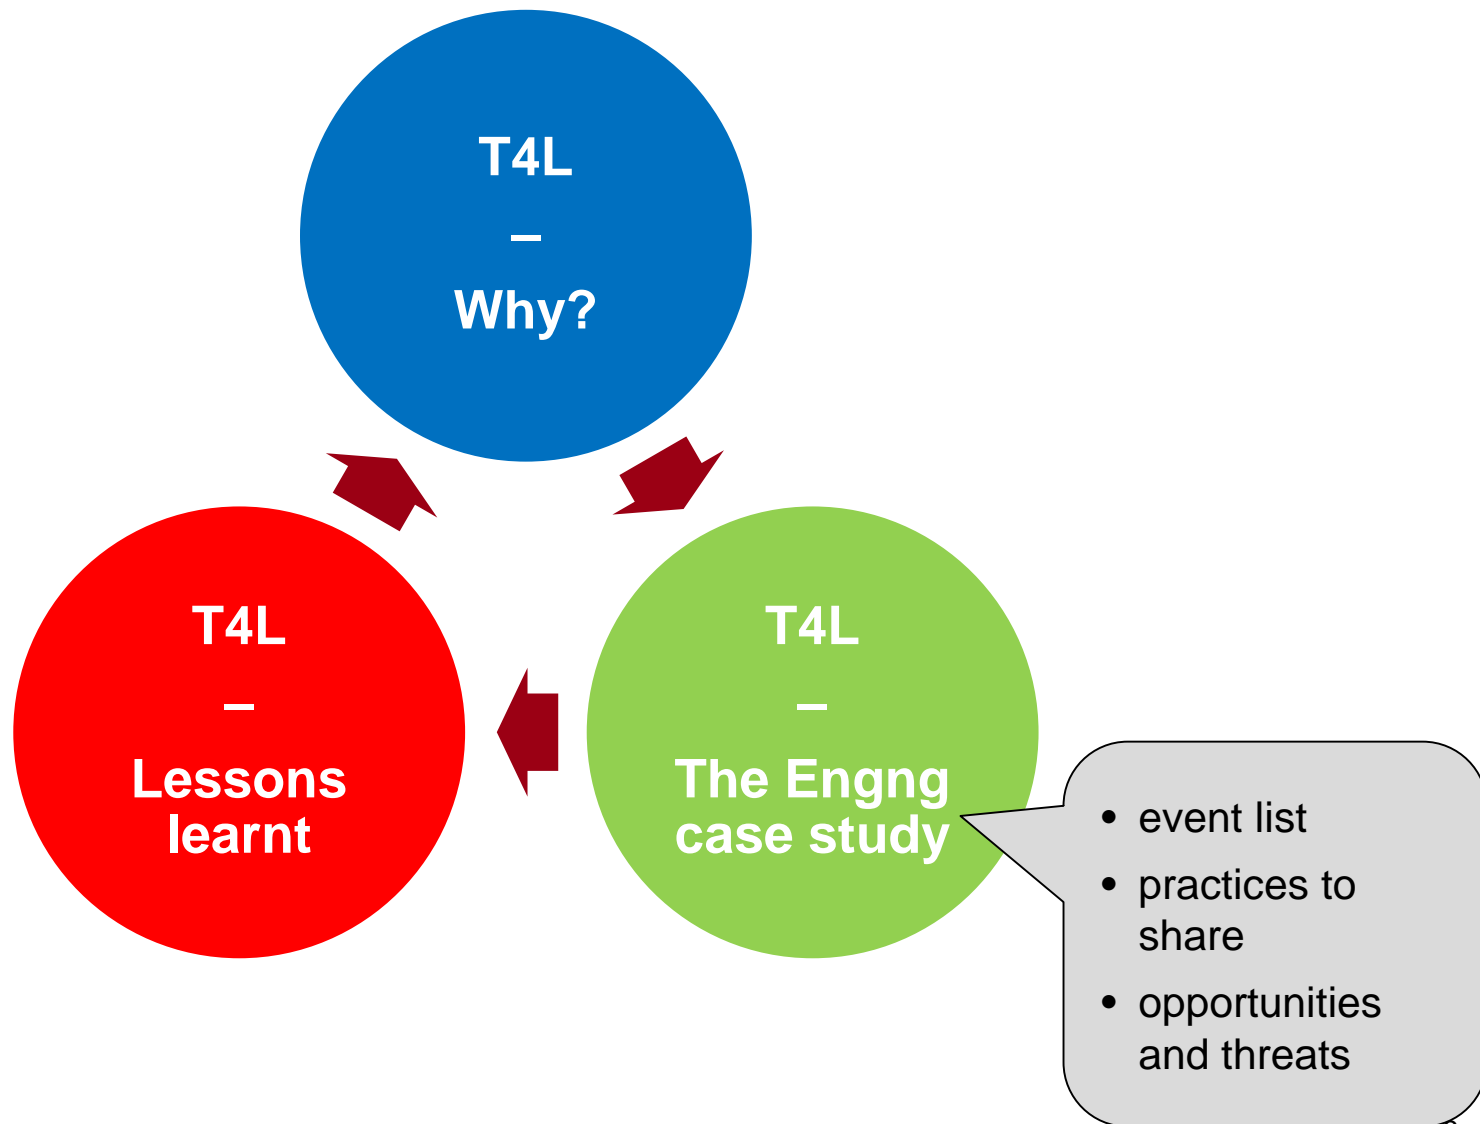 T4L
–
Why?
T4L
–
Lessons
learnt
T4L
–
The Engng
case study
• event list
• practices to
share
• opportunities
and threats